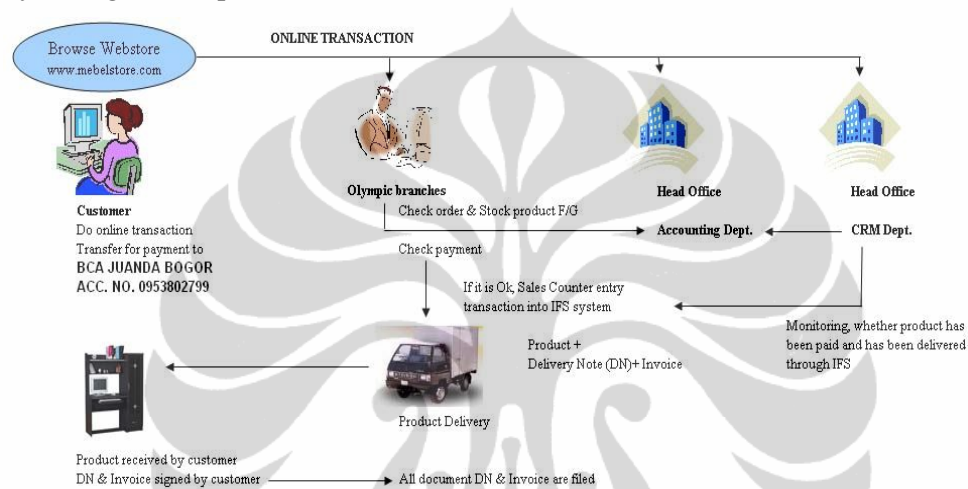 Browse Webstore
www.mebelstore.com
ONLINE TRANSACTION
Olympic branches
Head Office
Head Office
Customer
Do online transaction
Transfer for payment to
BCA JUANDA BOGOR
ACC. NO. 0953802799
Check order & Stock product F/G
Accounting Dept.
CRM Dept.
Check payment
If it is Ok, Sales Counter entry
transaction into IFS system
Product +
Delivery Note (DN)+ Invoice
Monitoring, whether product has
been paid and has been delivered
through IFS
Product Delivery
Product received by customer
DN & Invoice signed by customer
All document DN & Invoice are filed